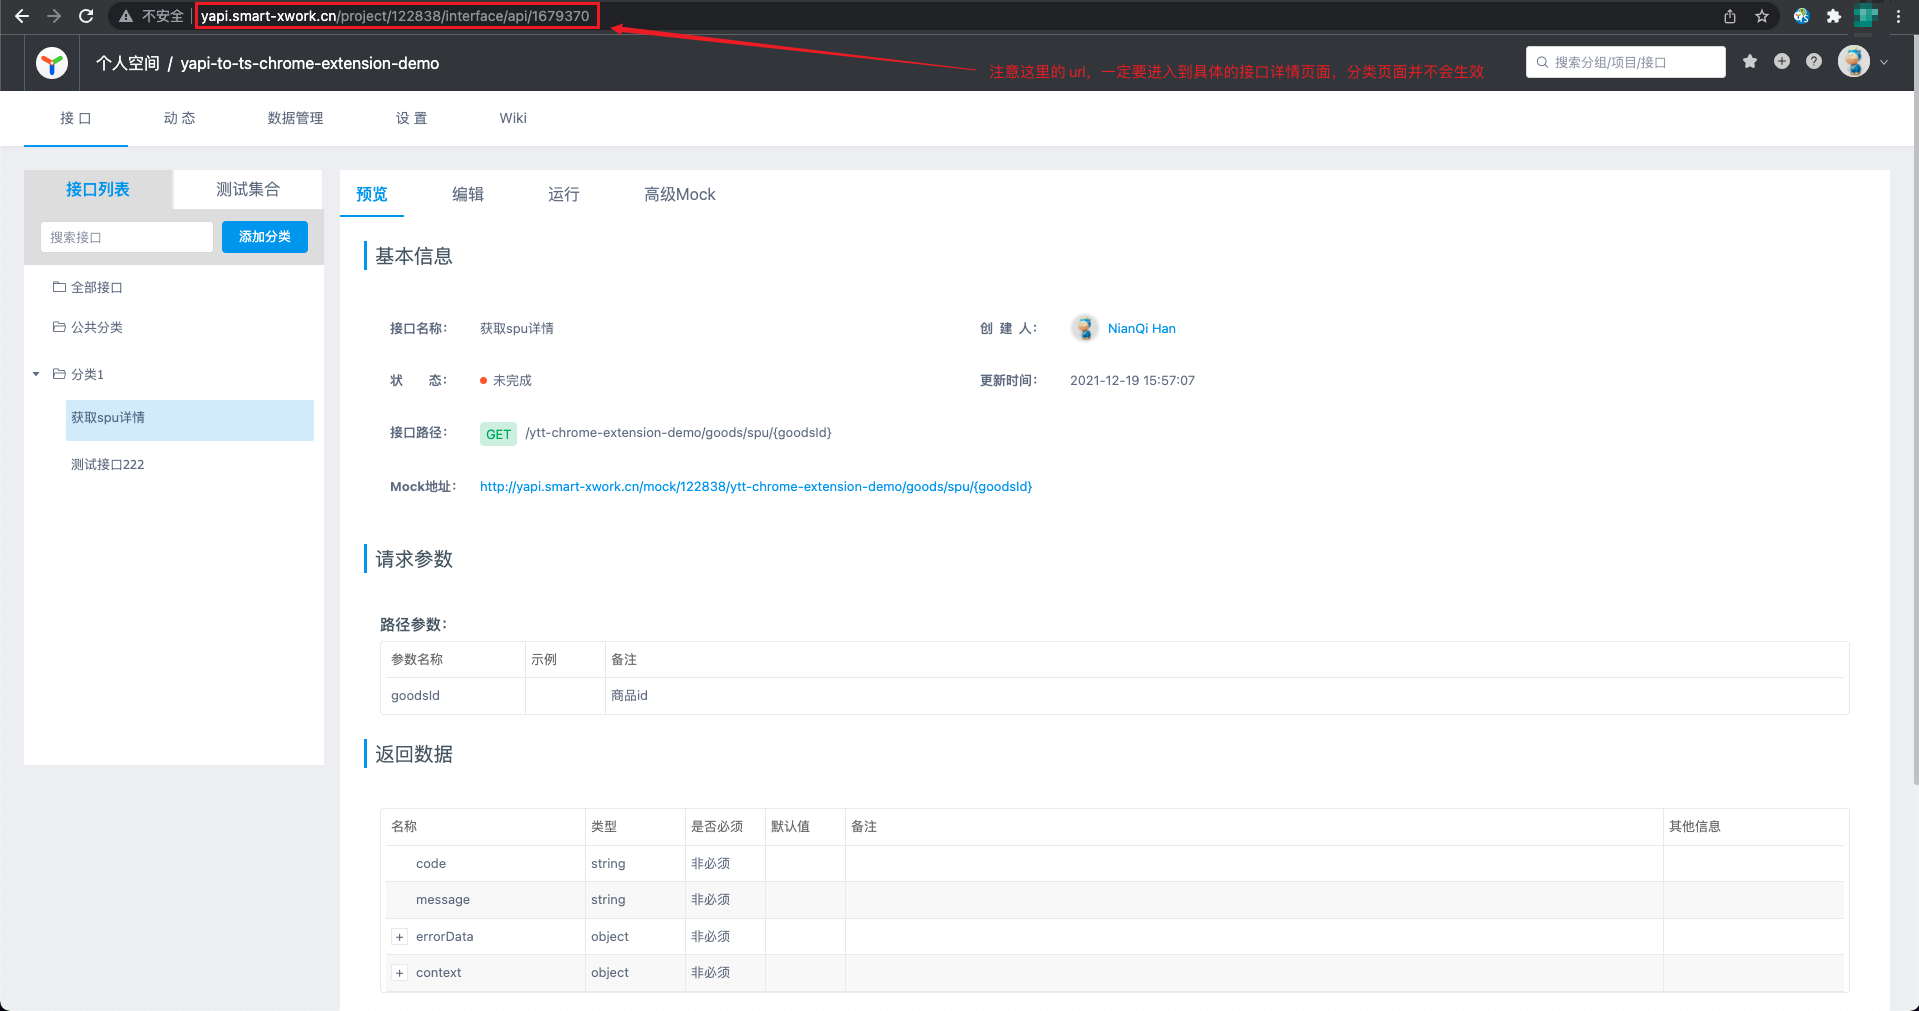 不安全 | yapi.smart-xwork.cn/project/122838/interface/api/1679370
注意这里的 url，一定要进入到具体的接口详情页面，分类页面并不会生效
个人空间 / yapi-to-ts-chrome-extension-demo
搜索分组/项目/接口
接 口 动 态 数据管理 设 置 Wiki
接口列表 测试集合
搜索接口 添加分类
全部接口
公共分类
分类1
获取spu详情
测试接口222
预览 编辑 运行 高级Mock
基本信息
接口名称： 获取spu详情 创 建 人： NianQi Han
状 态： 未完成 更新时间： 2021-12-19 15:57:07
接口路径： GET /ytt-chrome-extension-demo/goods/spu/{goodsId}
Mock地址： http://yapi.smart-xwork.cn/mock/122838/ytt-chrome-extension-demo/goods/spu/{goodsId}
请求参数
路径参数：
参数名称 示例 备注
goodsId 商品id
返回数据
名称 类型 是否必须 默认值 备注 其他信息
code string 非必须
message string 非必须
errorData object 非必须
context object 非必须